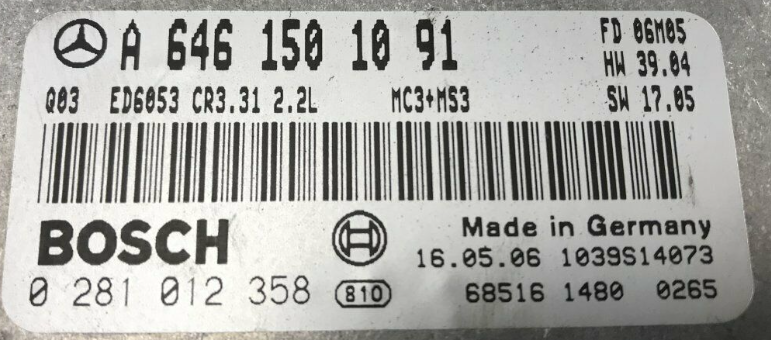 A 646 150 10 91 FD 06M05
HW 39.04
Q03 ED6053 CR3.31 2.2L MC3+MS3 SW 17.05
BOSCH Made in Germany
16.05.06 1039S14073
0 281 012 358 810 68516 1480 0265